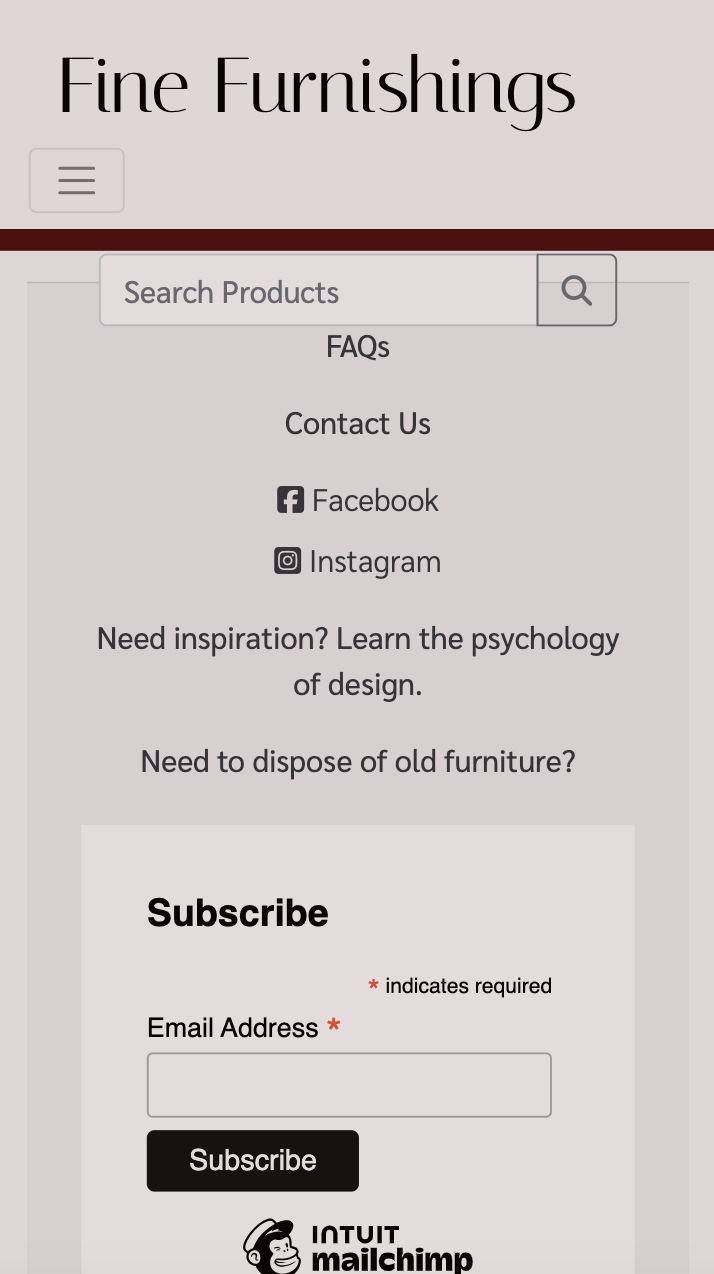 Fine Furnishings
Search Products
FAQs
Contact Us
Facebook
Instagram
Need inspiration? Learn the psychology
of design.
Need to dispose of old furniture?
Subscribe
* indicates required
Email Address *
Subscribe
INTUIT
mailchimp